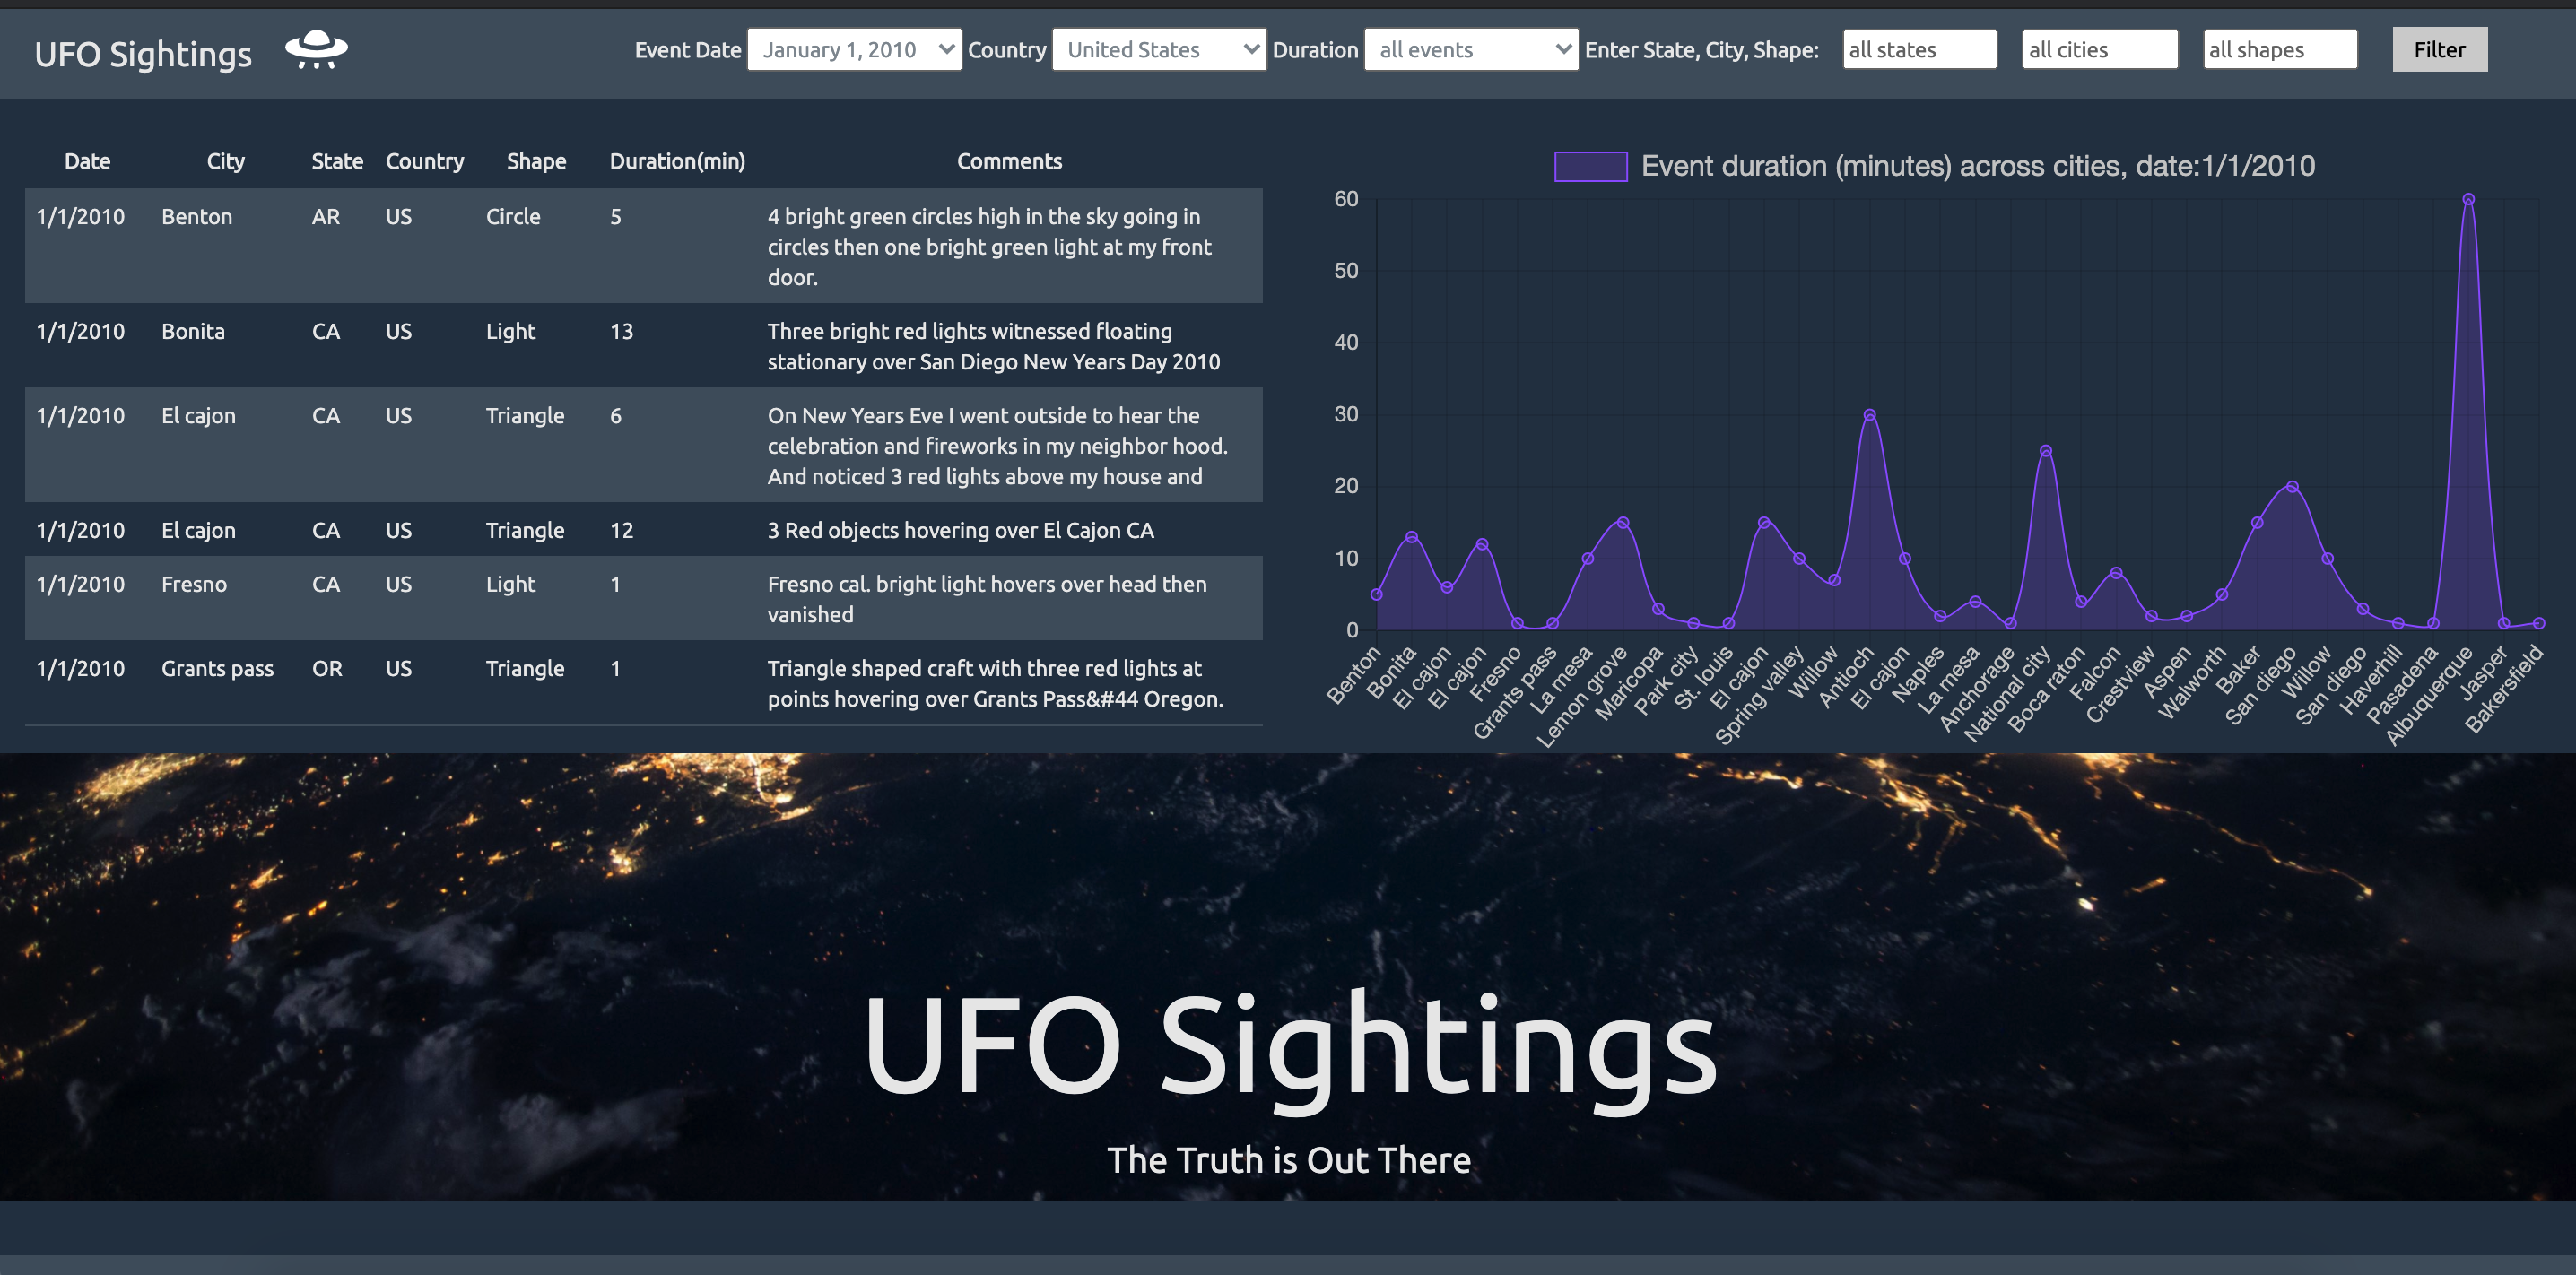 UFO Sightings
Event Date January 1, 2010 Country United States Duration all events Enter State, City, Shape: all states all cities all shapes Filter
Date City State Country Shape Duration(min) Comments
1/1/2010 Benton AR US Circle 5 4 bright green circles high in the sky going in
circles then one bright green light at my front
door.
1/1/2010 Bonita CA US Light 13 Three bright red lights witnessed floating
stationary over San Diego New Years Day 2010
1/1/2010 El cajon CA US Triangle 6 On New Years Eve I went outside to hear the
celebration and fireworks in my neighbor hood.
And noticed 3 red lights above my house and
1/1/2010 El cajon CA US Triangle 12 3 Red objects hovering over El Cajon CA
1/1/2010 Fresno CA US Light 1 Fresno cal. bright light hovers over head then
vanished
1/1/2010 Grants pass OR US Triangle 1 Triangle shaped craft with three red lights at
points hovering over Grants Pass&#44 Oregon.
Event duration (minutes) across cities, date:1/1/2010
60
50
40
30
20
10
0
Benton
Bonita
El cajon
El cajon
Fresno
Grants pass
La mesa
Lemon grove
Maricopa
Park city
St. louis
El cajon
Spring valley
Willow
Antioch
El cajon
Naples
La mesa
Anchorage
National city
Boca raton
Falcon
Crestview
Aspen
Walworth
Baker
San diego
Willow
San diego
Haverhill
Pasadena
Albuquerque
Jasper
Bakersfield
UFO Sightings
The Truth is Out There